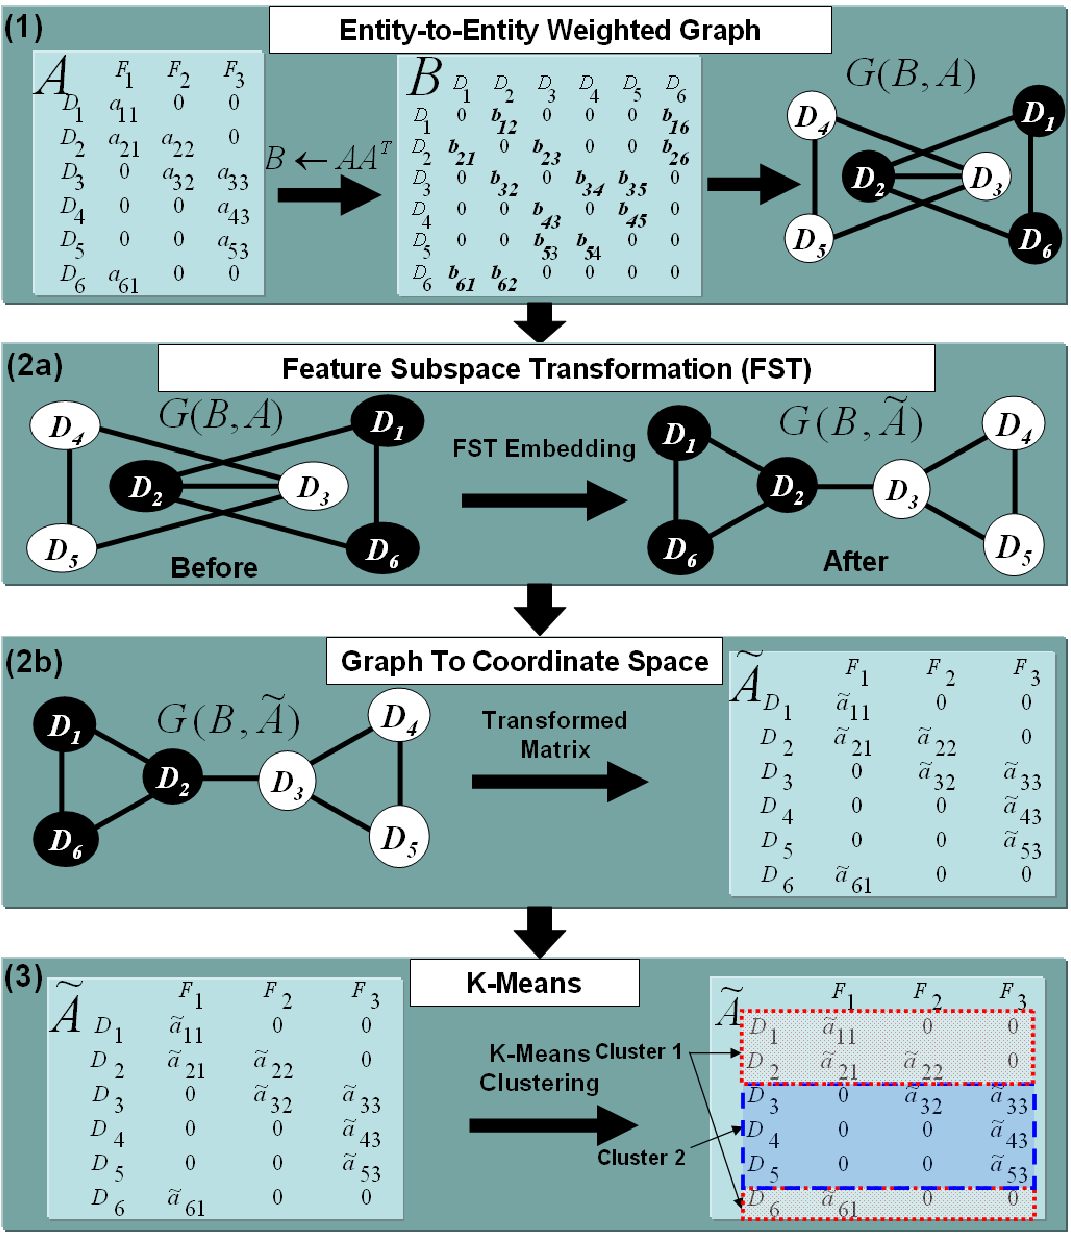 (1) Entity-to-Entity Weighted Graph
A F1 F2 F3
D1 a11 0 0
D2 a21 a22 0
D3 0 a32 a33
D4 0 0 a43
D5 0 0 a53
D6 a61 0 0
B ← AA^T
B D1 D2 D3 D4 D5 D6
D1 0 b12 0 0 0 b16
D2 b21 0 b23 0 0 b26
D3 0 b32 0 b34 b35 0
D4 0 0 b43 0 b45 0
D5 0 0 b53 b54 0 0
D6 b61 b62 0 0 0 0
G(B, A)
D4 D1
D2 D3
D5 D6
(2a) Feature Subspace Transformation (FST)
G(B, A)
D4 D1
D2 D3
D5 D6
Before
FST Embedding
G(B, Ã)
D1 D4
D2 D3
D6 D5
After
(2b) Graph To Coordinate Space
G(B, Ã)
D1 D4
D2 D3
D6 D5
Transformed
Matrix
Ã F1 F2 F3
D1 ã11 0 0
D2 ã21 ã22 0
D3 0 ã32 ã33
D4 0 0 ã43
D5 0 0 ã53
D6 ã61 0 0
(3) K-Means
Ã F1 F2 F3
D1 ã11 0 0
D2 ã21 ã22 0
D3 0 ã32 ã33
D4 0 0 ã43
D5 0 0 ã53
D6 ã61 0 0
K-Means
Clustering
Cluster 1
Cluster 2
Ã F1 F2 F3
D1 ã11 0 0
D2 ã21 ã22 0
D3 0 ã32 ã33
D4 0 0 ã43
D5 0 0 ã53
D6 ã61 0 0